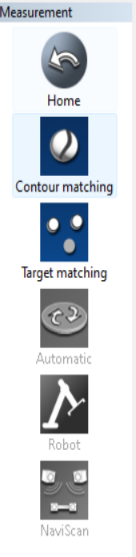 Measurement
Home
Contour matching
Target matching
Automatic
Robot
NaviScan